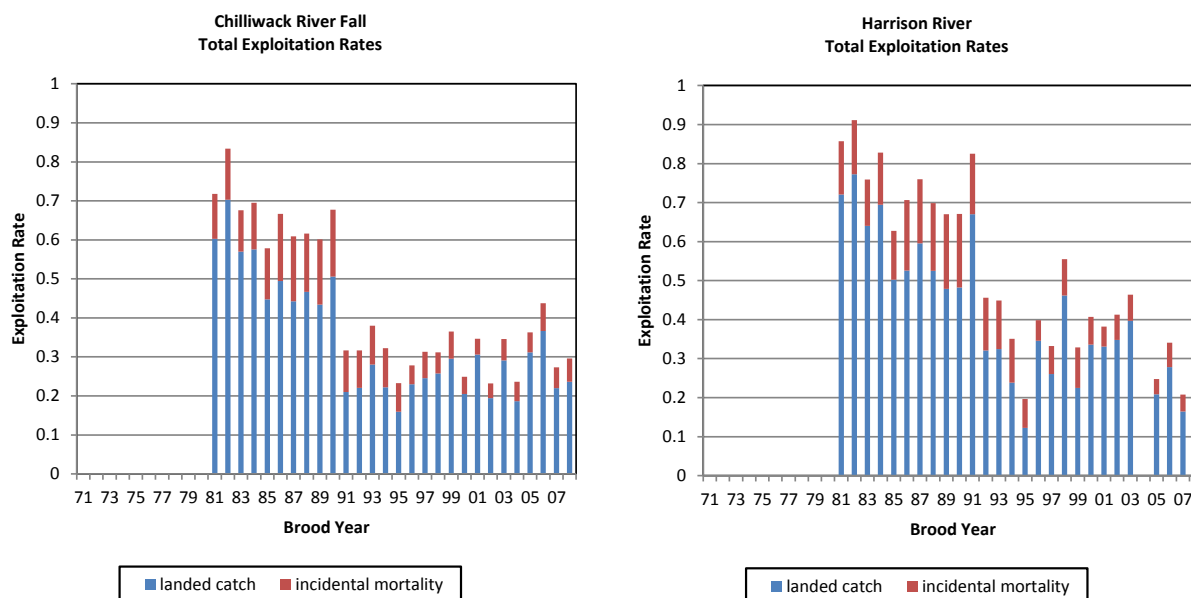 Chilliwack River Fall
Total Exploitation Rates
1
0.9
0.8
0.7
0.6
0.5
0.4
0.3
0.2
0.1
0
Exploitation Rate
71 73 75 77 79 81 83 85 87 89 91 93 95 97 99 01 03 05 07
Brood Year
landed catch incidental mortality
Harrison River
Total Exploitation Rates
1
0.9
0.8
0.7
0.6
0.5
0.4
0.3
0.2
0.1
0
Exploitation Rate
71 73 75 77 79 81 83 85 87 89 91 93 95 97 99 01 03 05 07
Brood Year
landed catch incidental mortality